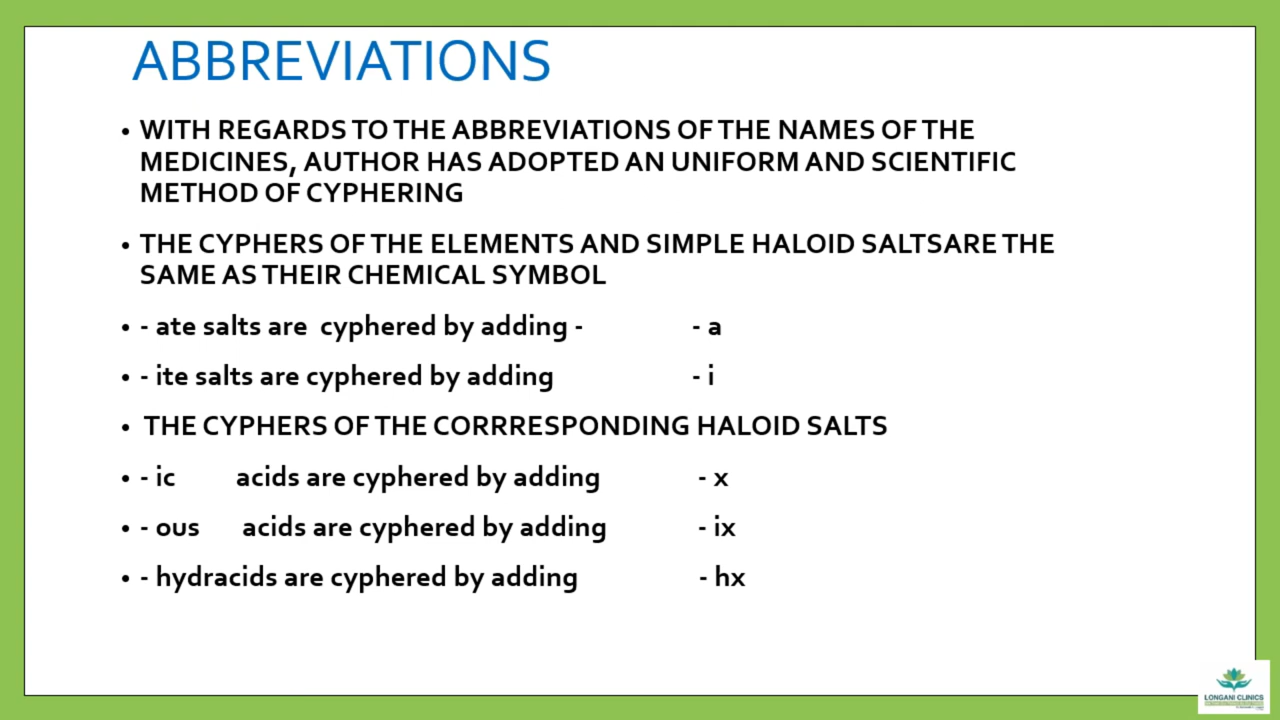 ABBREVIATIONS
• WITH REGARDS TO THE ABBREVIATIONS OF THE NAMES OF THE
MEDICINES, AUTHOR HAS ADOPTED AN UNIFORM AND SCIENTIFIC
METHOD OF CYPHERING
• THE CYPHERS OF THE ELEMENTS AND SIMPLE HALOID SALTSARE THE
SAME AS THEIR CHEMICAL SYMBOL
• - ate salts are cyphered by adding - - a
• - ite salts are cyphered by adding - i
• THE CYPHERS OF THE CORRRESPONDING HALOID SALTS
• - ic acids are cyphered by adding - x
• - ous acids are cyphered by adding - ix
• - hydracids are cyphered by adding - hx
LONGANI CLINICS